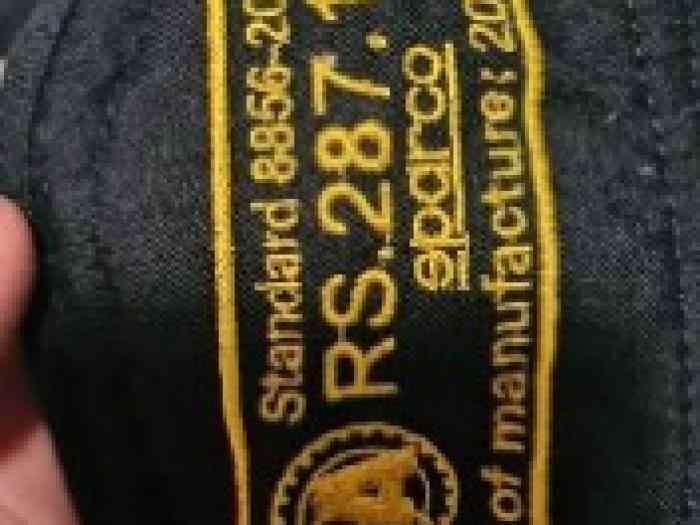 Standard 8856-20
RS.287.1
sparco
of manufacture: 20